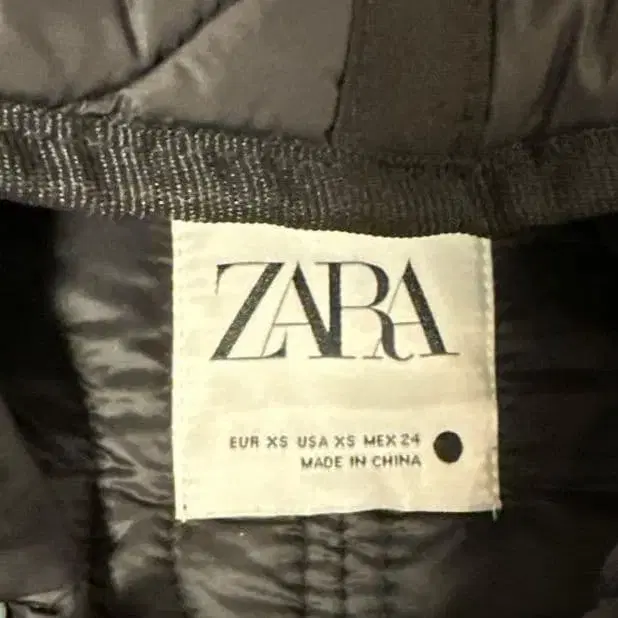 ZARA
EUR XS USA XS MEX 24
MADE IN CHINA